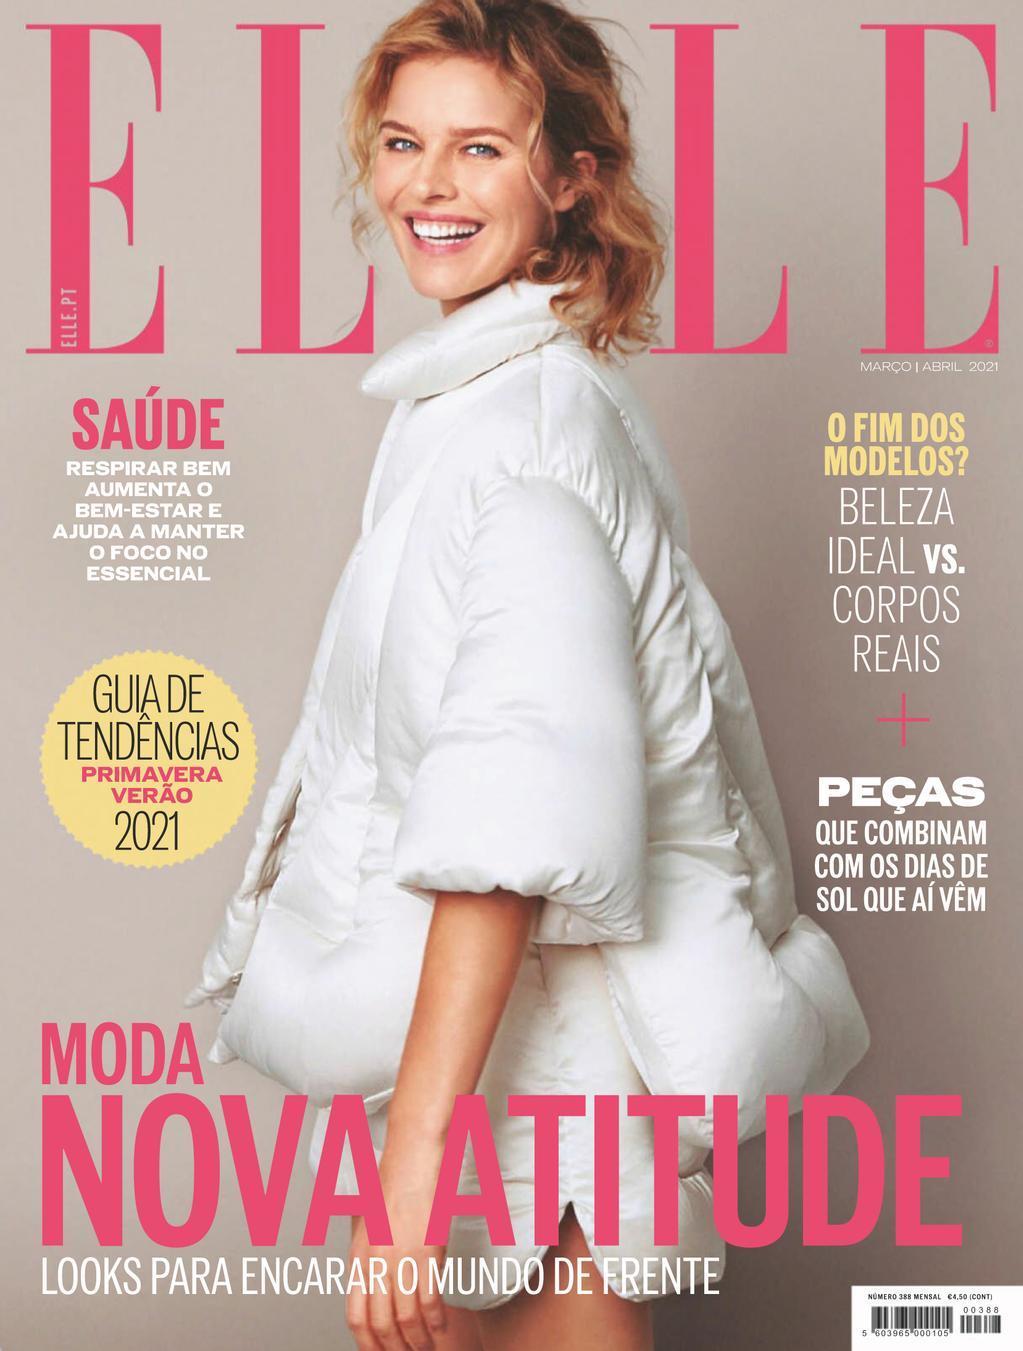 ELLE
ELLE.PT
®
MARÇO | ABRIL 2021
SAÚDE
RESPIRAR BEM
AUMENTA O
BEM-ESTAR E
AJUDA A MANTER
O FOCO NO
ESSENCIAL
GUIA DE
TENDÊNCIAS
PRIMAVERA
VERÃO
2021
O FIM DOS
MODELOS?
BELEZA
IDEAL VS.
CORPOS
REAIS
+
PEÇAS
QUE COMBINAM
COM OS DIAS DE
SOL QUE AÍ VÊM
MODA
NOVA ATITUDE
LOOKS PARA ENCARAR O MUNDO DE FRENTE
NÚMERO 388 MENSAL €4,50 (CONT)
00388
5 603965 000105